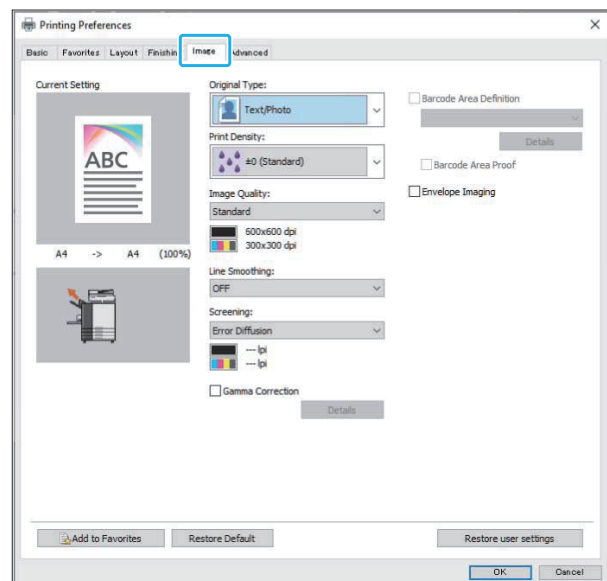 Printing Preferences
Basic Favorites Layout Finishin Image Advanced
Current Setting
ABC
A4 -> A4 (100%)
Original Type:
Text/Photo
Print Density:
±0 (Standard)
Image Quality:
Standard
600x600 dpi
300x300 dpi
Line Smoothing:
OFF
Screening:
Error Diffusion
--- lpi
--- lpi
Gamma Correction
Details
Barcode Area Definition
Details
Barcode Area Proof
Envelope Imaging
Add to Favorites Restore Default Restore user settings
OK Cancel